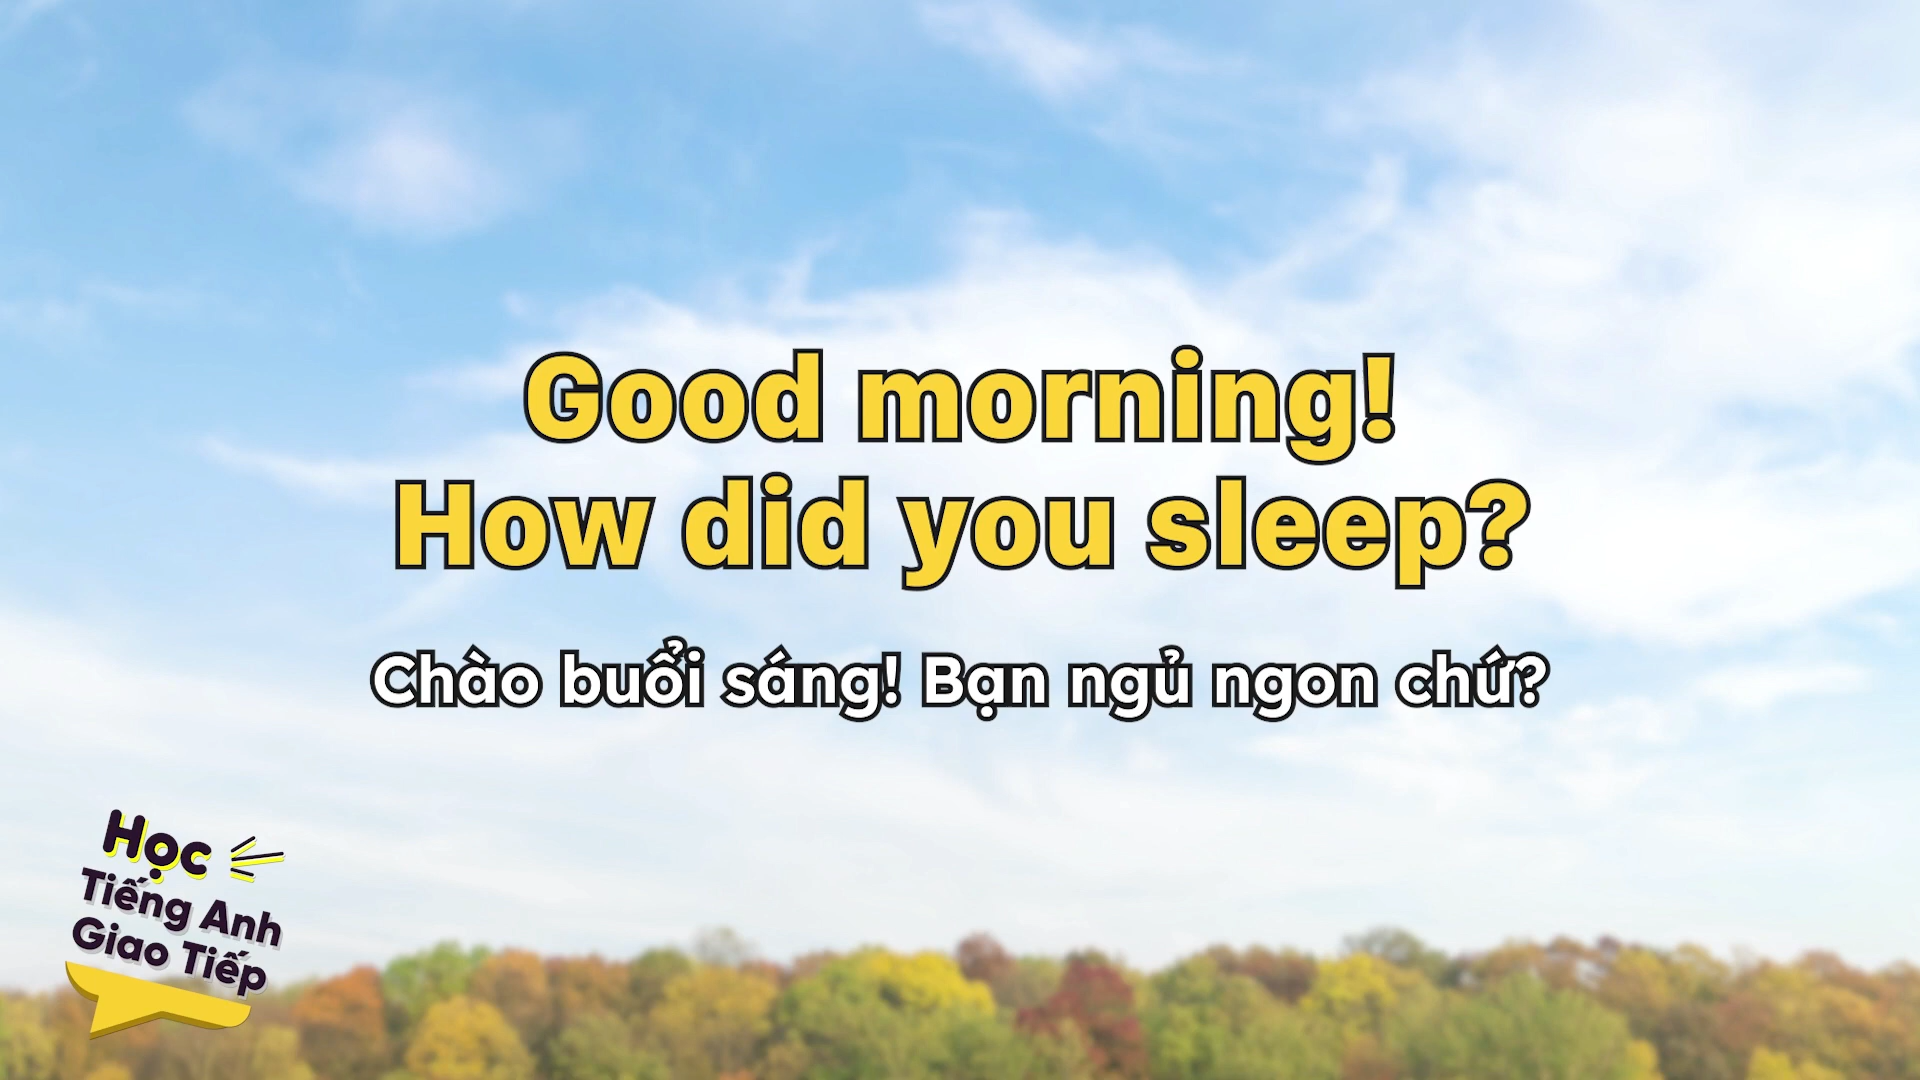 Good morning!
How did you sleep?
Chào buổi sáng! Bạn ngủ ngon chứ?
Học
Tiếng Anh
Giao Tiếp